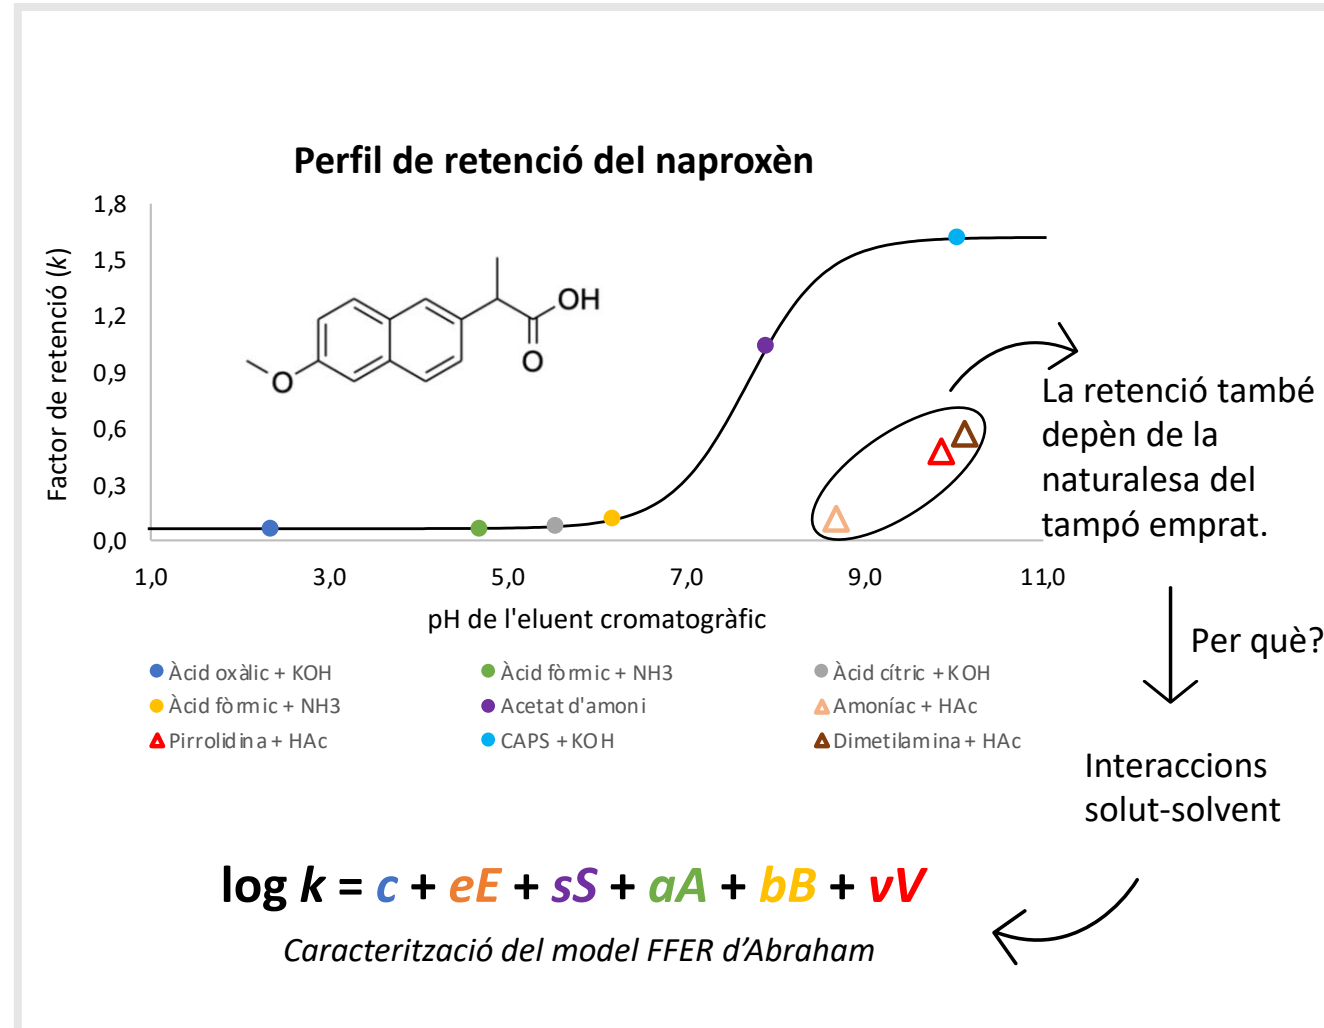 Perfil de retenció del naproxèn
Factor de retenció (k)
1,8
1,5
1,2
0,9
0,6
0,3
0,0
OH
O
O
1,0 3,0 5,0 7,0 9,0 11,0
pH de l'eluent cromatogràfic
Àcid oxàlic + KOH Àcid fòrmic + NH3 Àcid cítric + KOH
Àcid fòrmic + NH3 Acetat d'amoni Amoníac + HAc
Pirrolidina + HAc CAPS + KOH Dimetilamina + HAc
La retenció també
depèn de la
naturalesa del
tampó emprat.
Per què?
Interaccions
solut-solvent
log k = c + eE + sS + aA + bB + vV
Caracterització del model FFER d’Abraham